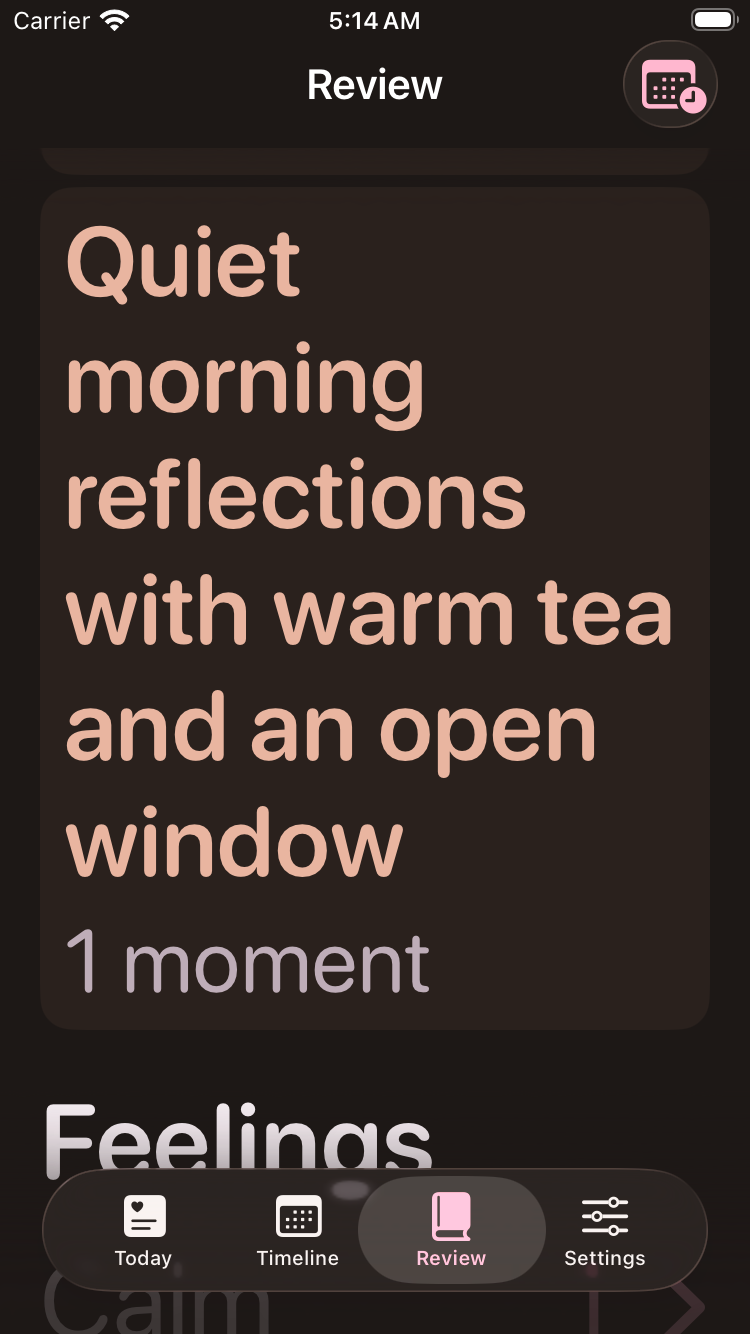 Carrier
5:14 AM
Review
Quiet
morning
reflections
with warm tea
and an open
window
1 moment
Feelings
Today
Timeline
Review
Settings
Calm